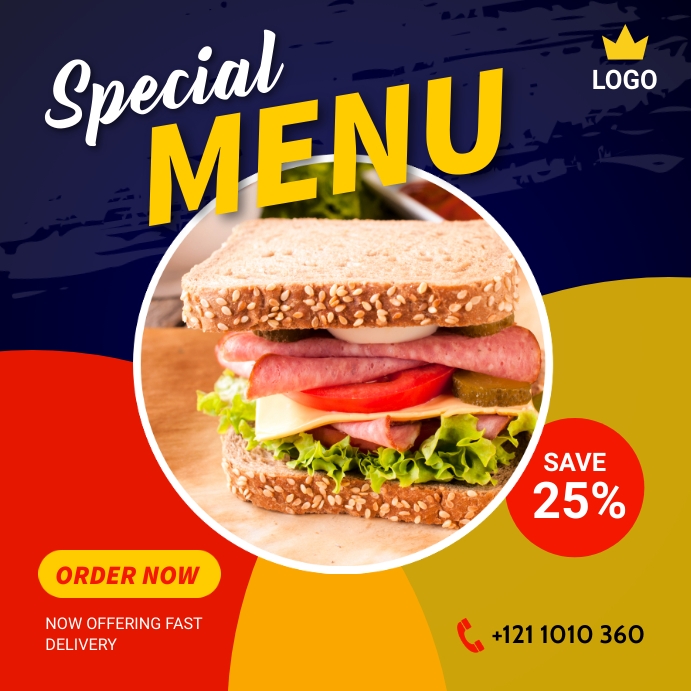 Special
MENU
LOGO
SAVE
25%
ORDER NOW
NOW OFFERING FAST
DELIVERY
+121 1010 360